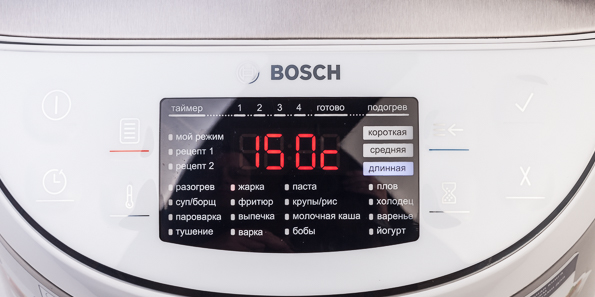 BOSCH
таймер 1 2 3 4 готово подогрев
мой режим
рецепт 1
рецепт 2
150c
короткая
средняя
длинная
разогрев жарка паста плов
суп/борщ фритюр крупы/рис холодец
пароварка выпечка молочная каша варенье
тушение варка бобы йогурт